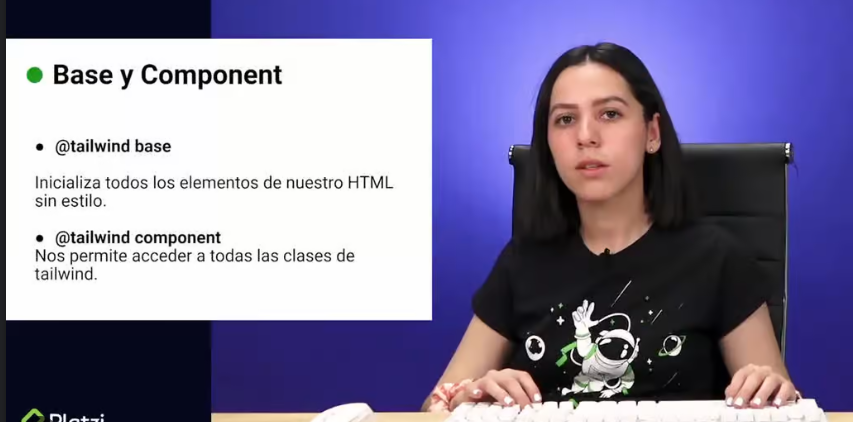 Base y Component
@tailwind base
Inicializa todos los elementos de nuestro HTML
sin estilo.
@tailwind component
Nos permite acceder a todas las clases de
tailwind.
Platzi